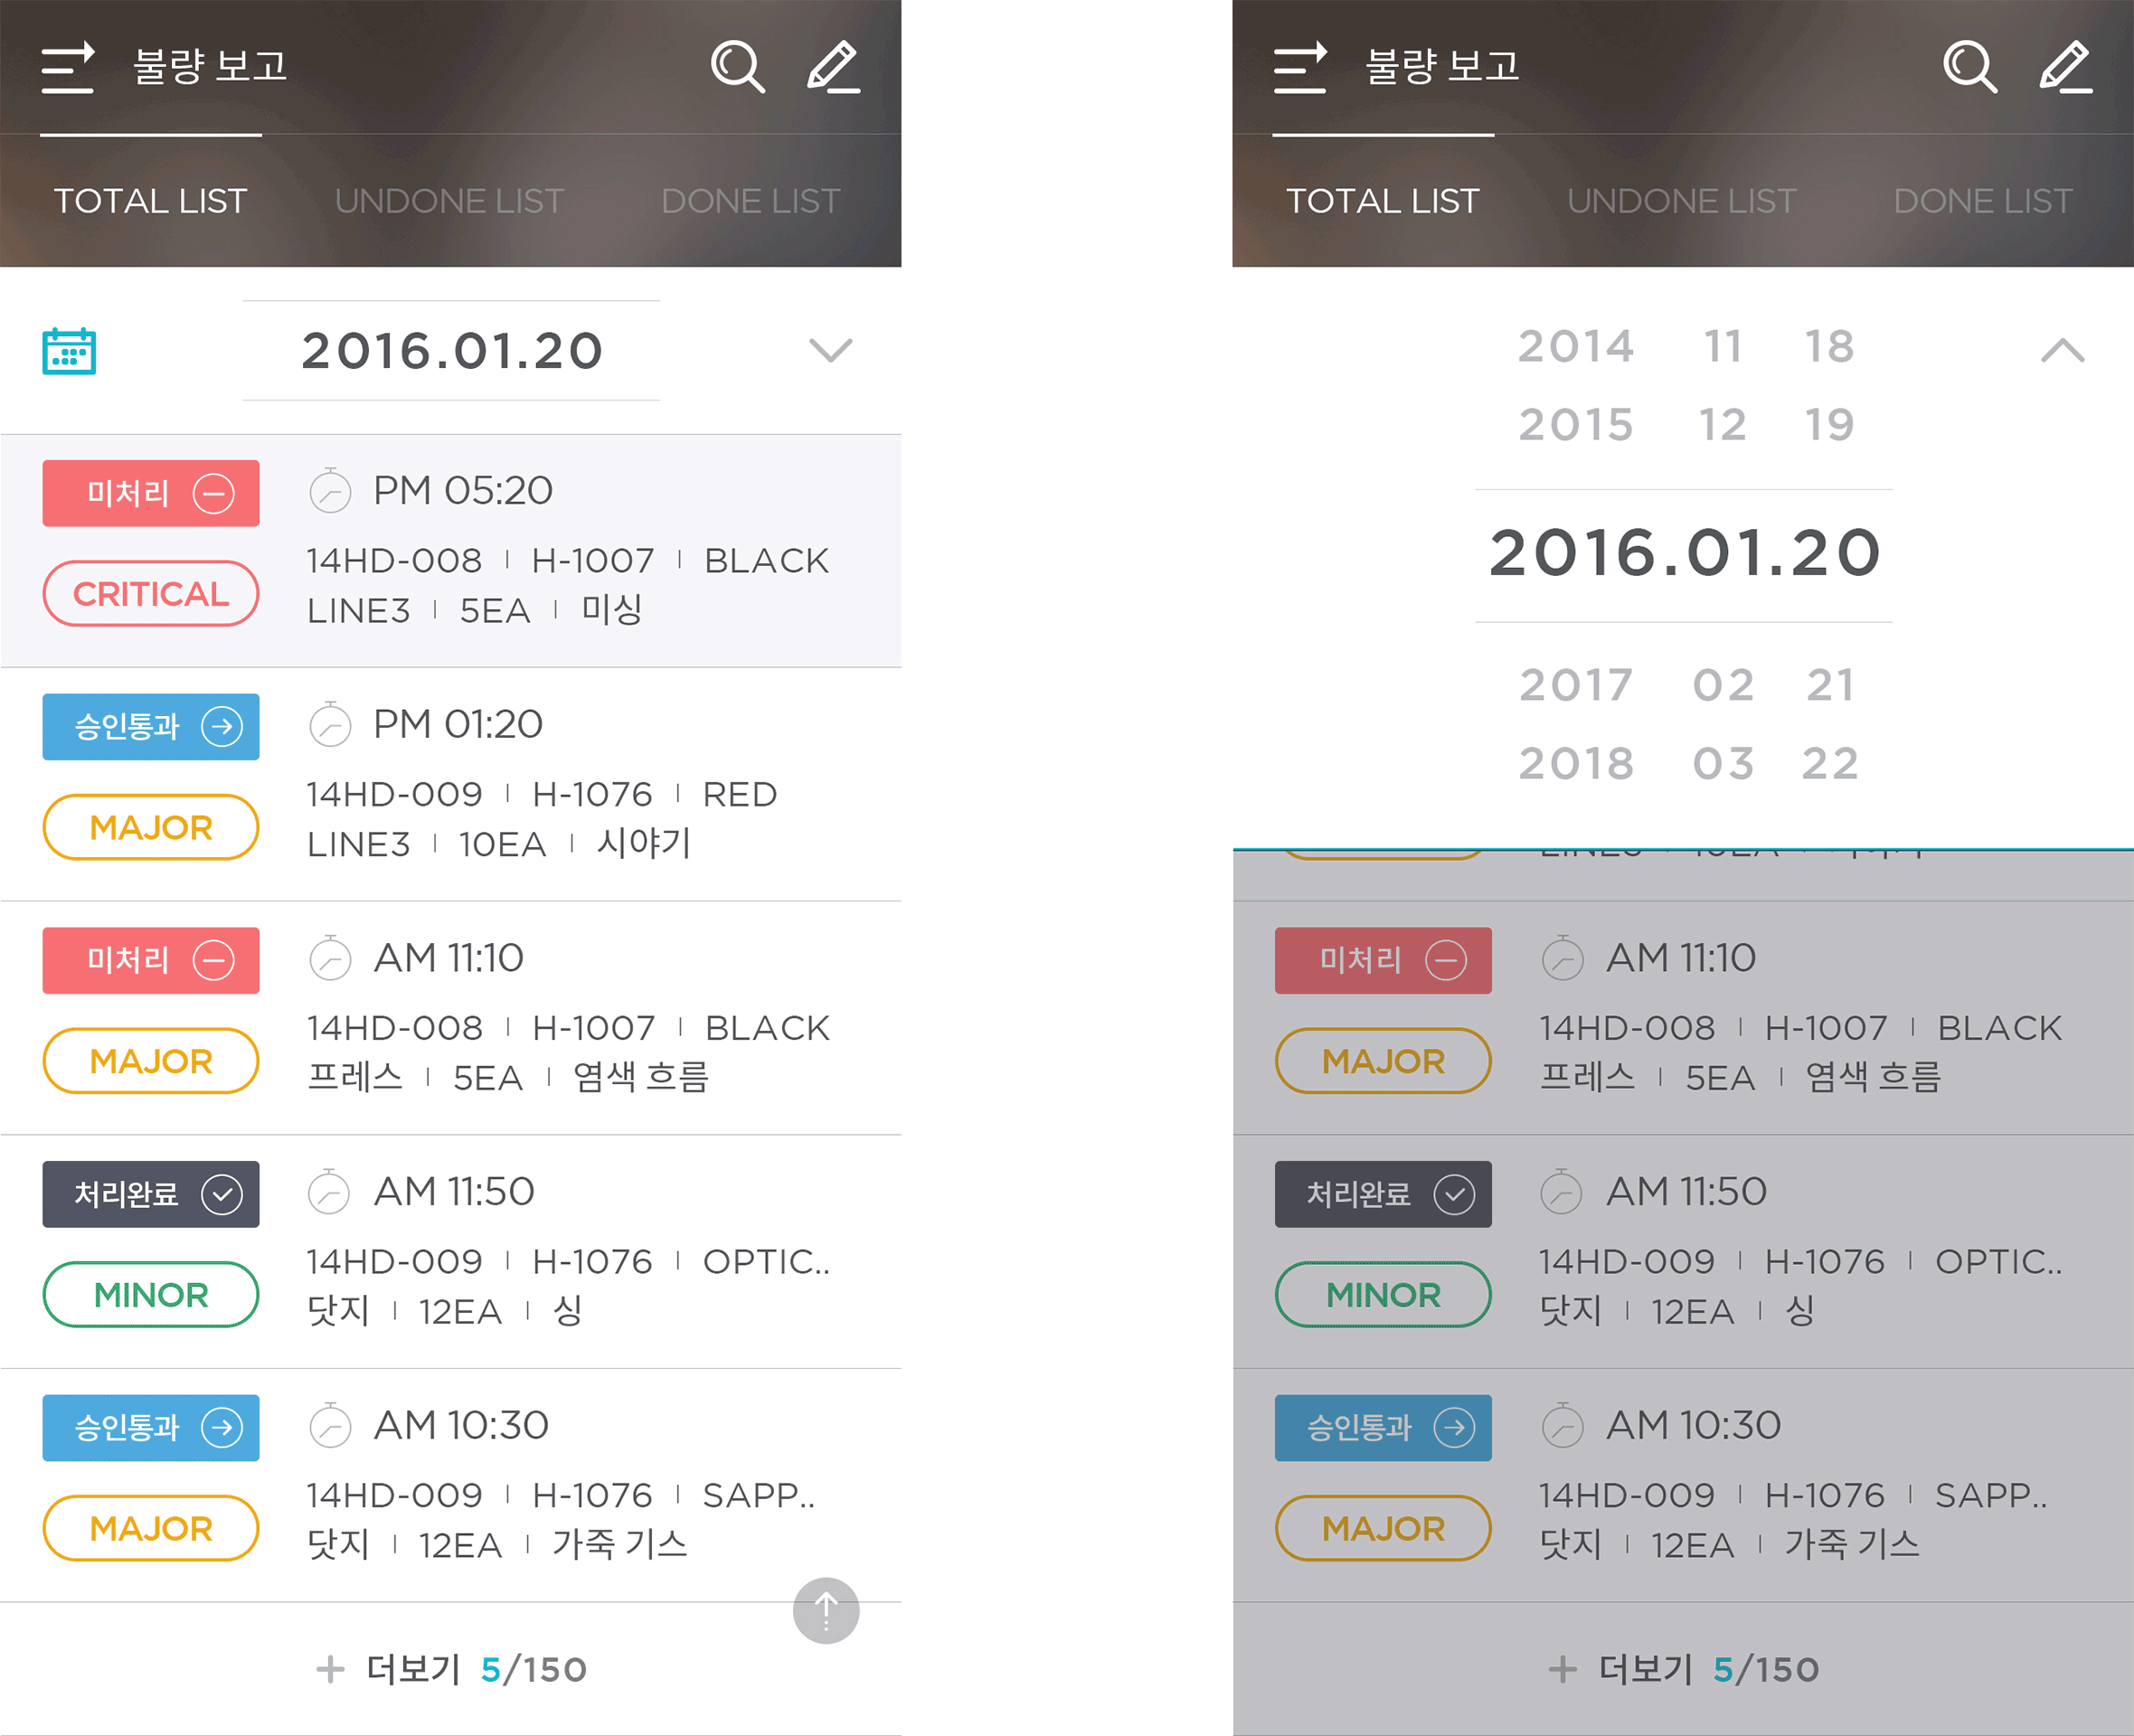 불량 보고
TOTAL LIST UNDONE LIST DONE LIST
2016.01.20
미처리 PM 05:20
CRITICAL 14HD-008 | H-1007 | BLACK
LINE3 | 5EA | 미싱
승인통과 PM 01:20
MAJOR 14HD-009 | H-1076 | RED
LINE3 | 10EA | 시야기
미처리 AM 11:10
MAJOR 14HD-008 | H-1007 | BLACK
프레스 | 5EA | 염색 흐름
처리완료 AM 11:50
MINOR 14HD-009 | H-1076 | OPTIC..
닷지 | 12EA | 싱
승인통과 AM 10:30
MAJOR 14HD-009 | H-1076 | SAPP..
닷지 | 12EA | 가죽 기스
+ 더보기 5/150
불량 보고
TOTAL LIST UNDONE LIST DONE LIST
2014 11 18
2015 12 19
2016.01.20
2017 02 21
2018 03 22
미처리 AM 11:10
MAJOR 14HD-008 | H-1007 | BLACK
프레스 | 5EA | 염색 흐름
처리완료 AM 11:50
MINOR 14HD-009 | H-1076 | OPTIC..
닷지 | 12EA | 싱
승인통과 AM 10:30
MAJOR 14HD-009 | H-1076 | SAPP..
닷지 | 12EA | 가죽 기스
+ 더보기 5/150